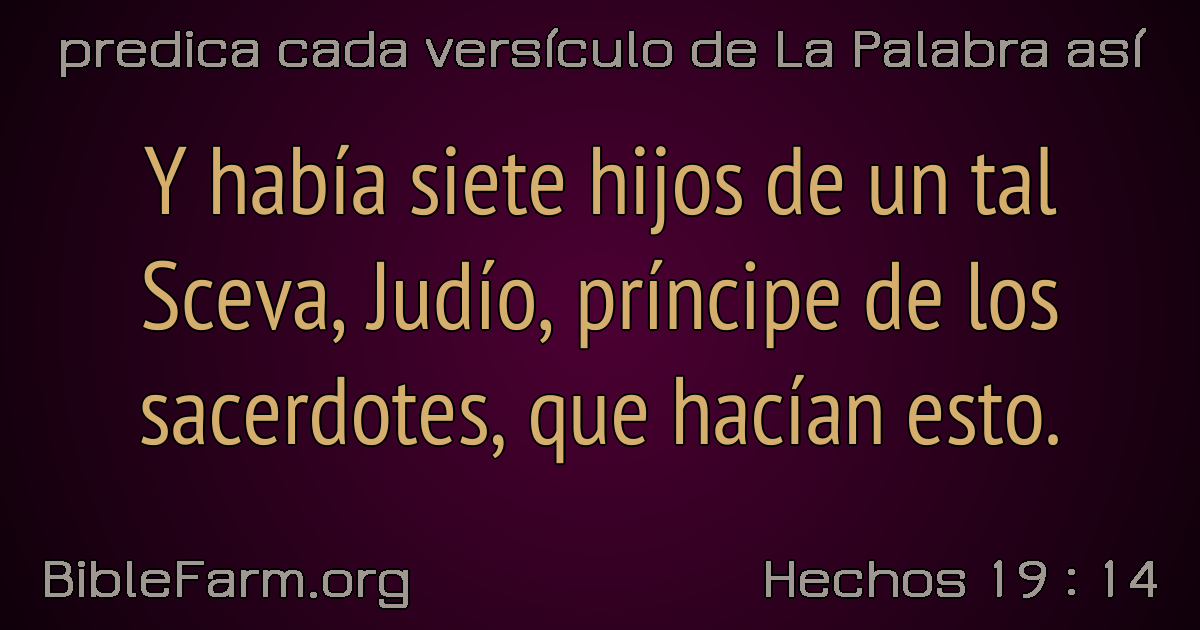 predica cada versículo de La Palabra así
Y había siete hijos de un tal
Sceva, Judío, príncipe de los
sacerdotes, que hacían esto.
BibleFarm.org
Hechos 19 : 14